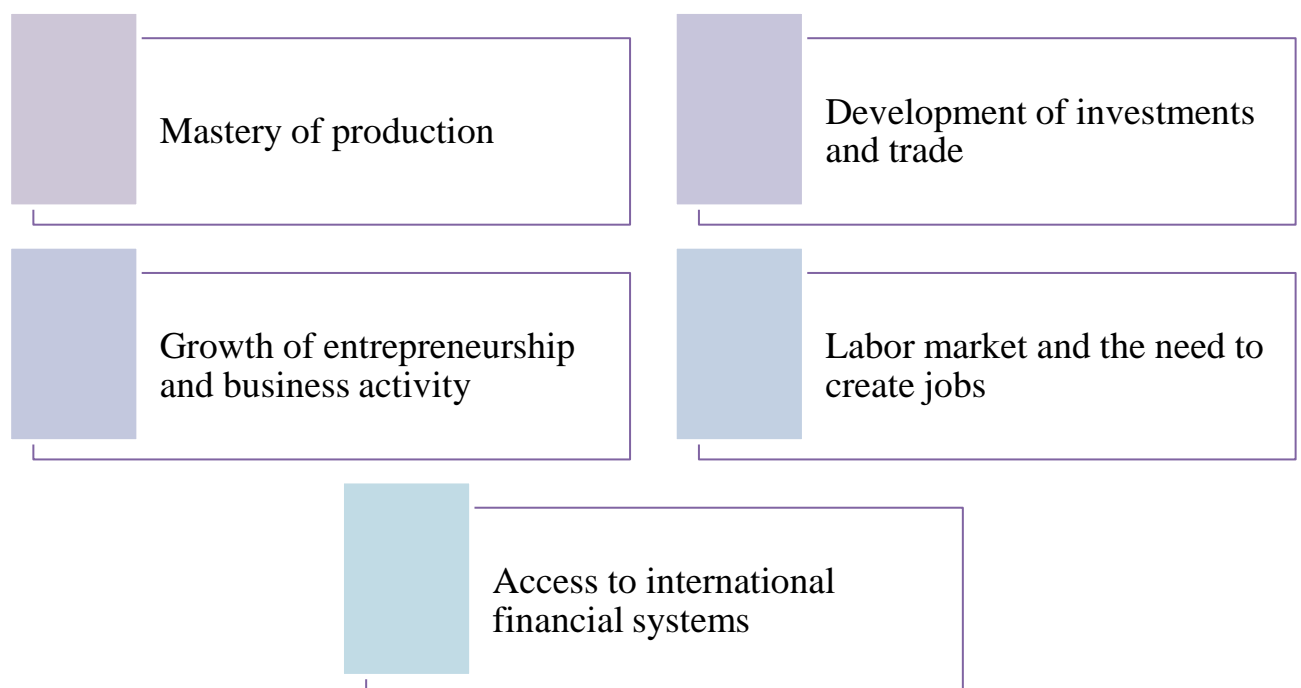 Mastery of production
Development of investments
and trade
Growth of entrepreneurship
and business activity
Labor market and the need to
create jobs
Access to international
financial systems